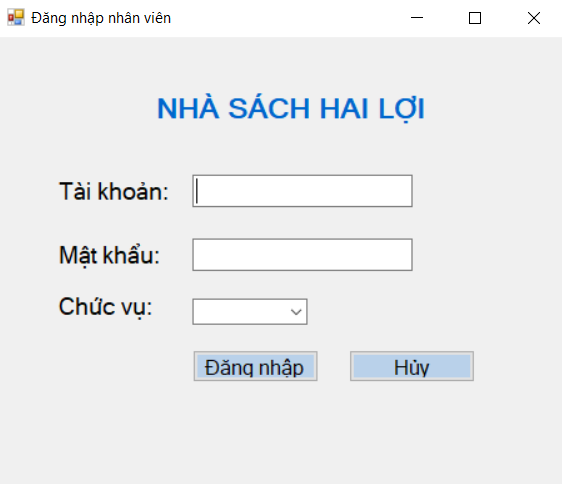 Đăng nhập nhân viên
NHÀ SÁCH HAI LỢI
Tài khoản:
Mật khẩu:
Chức vụ:
Đăng nhập Hủy